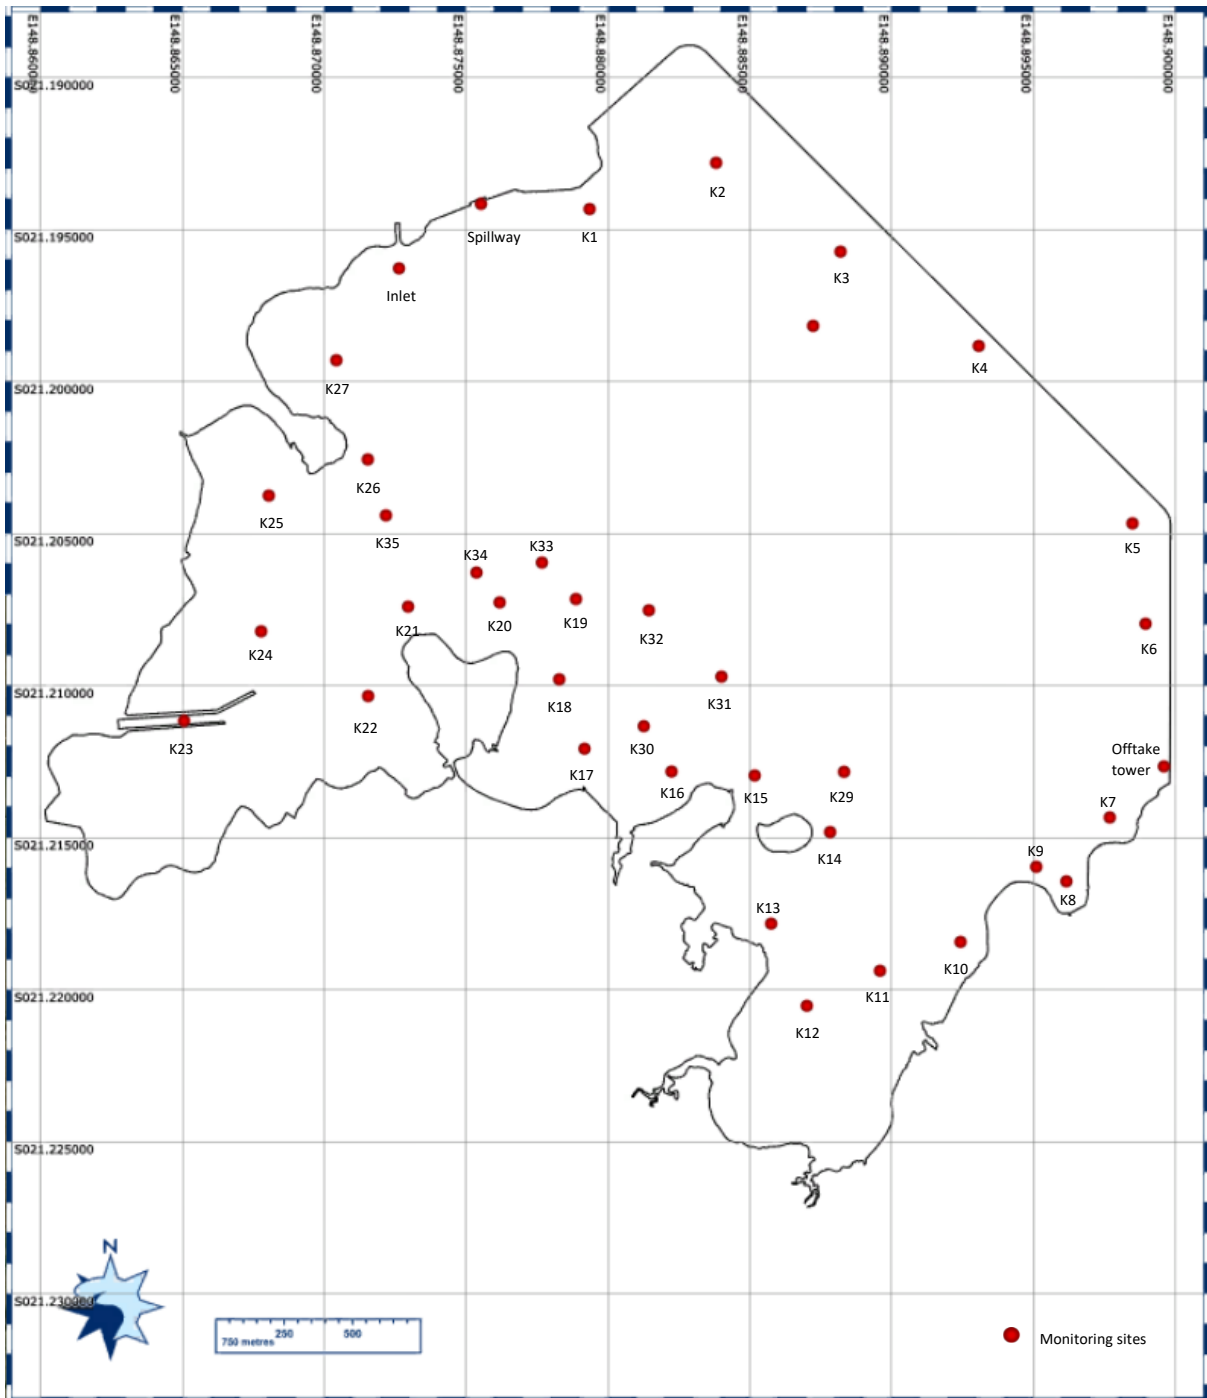 E148.860000
E148.865000
E148.870000
E148.875000
E148.880000
E148.885000
E148.890000
E148.895000
E148.900000
S021.190000
K2
Spillway
K1
S021.195000
K3
Inlet
K4
K27
S021.200000
K26
K25
K35
S021.205000
K5
K34
K33
K21
K20
K19
K32
K6
K24
S021.210000
K18
K31
K22
K23
K30
Offtake
tower
K17
K16
K15
K29
K7
S021.215000
K14
K9
K8
K13
K10
S021.220000
K11
K12
S021.225000
N
S021.230000
250
500
750 metres
Monitoring sites